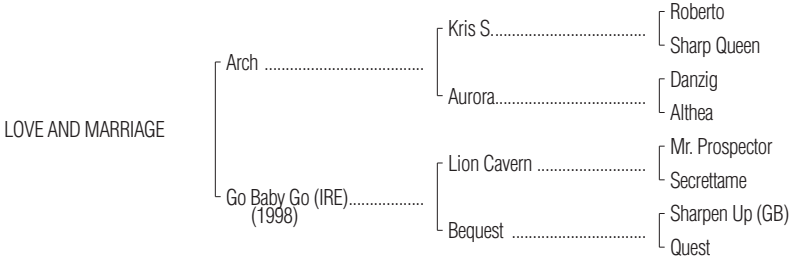 Roberto
Kris S.......................................
Sharp Queen
Arch .......................................
Danzig
Aurora.......................................
Althea
LOVE AND MARRIAGE
Mr. Prospector
Lion Cavern ...........................
Secrettame
Go Baby Go (IRE)..................
(1998)
Sharpen Up (GB)
Bequest .................................
Quest